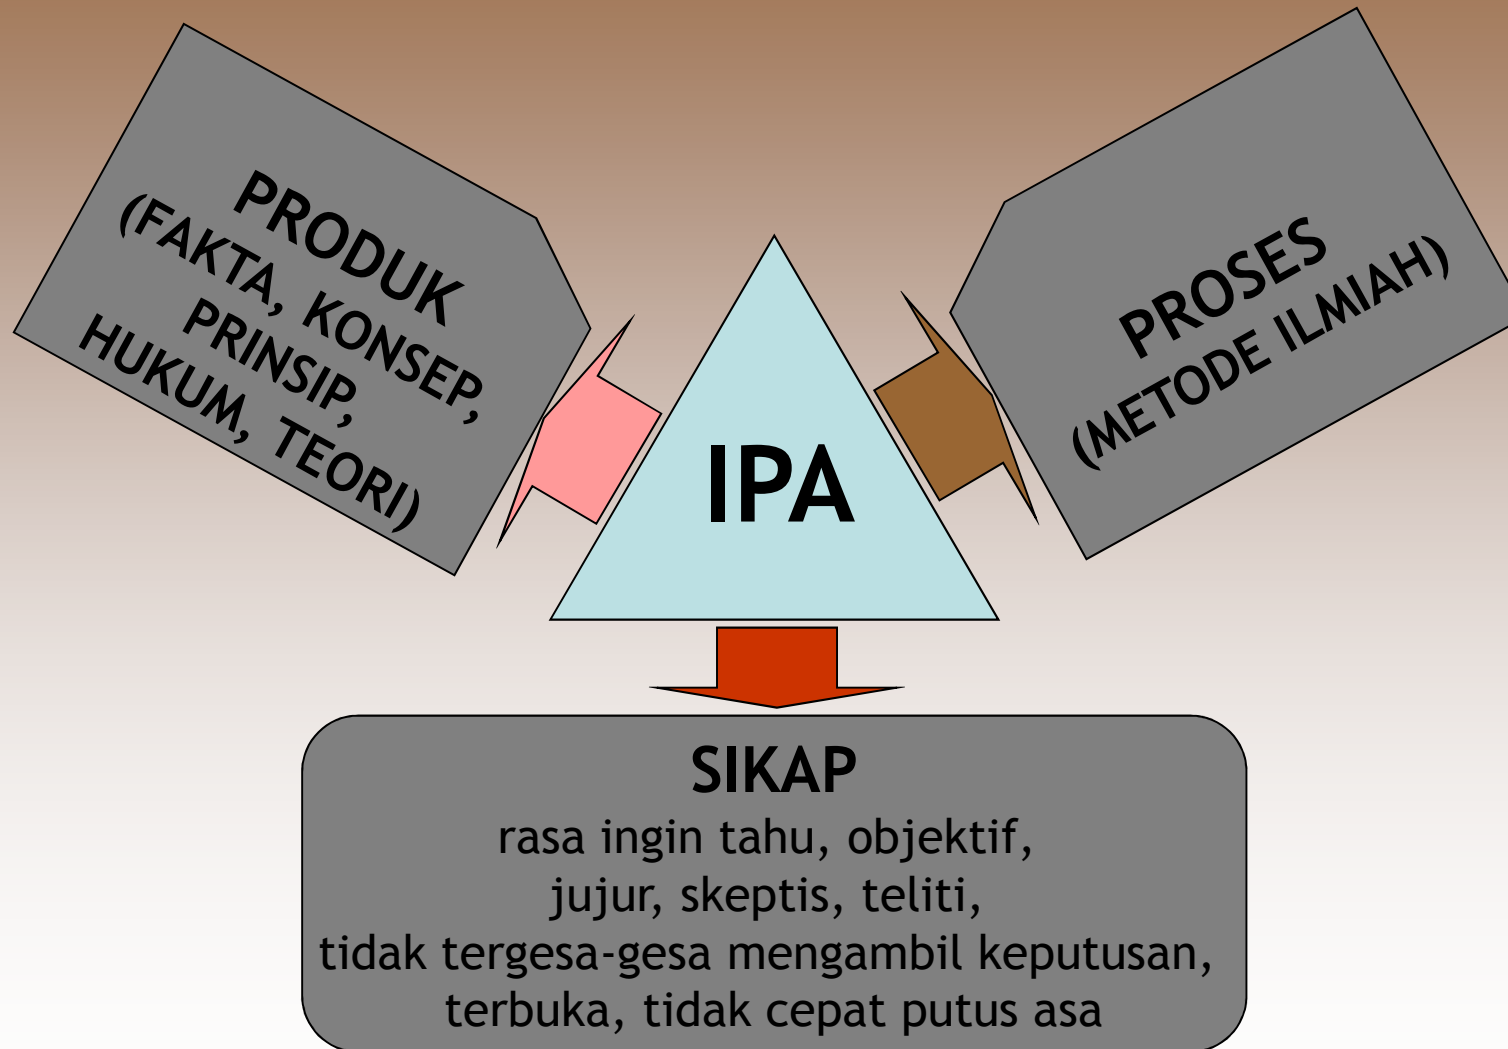 PRODUK
(FAKTA, KONSEP,
PRINSIP,
HUKUM, TEORI)
PROSES
(METODE ILMIAH)
IPA
SIKAP
rasa ingin tahu, objektif,
jujur, skeptis, teliti,
tidak tergesa-gesa mengambil keputusan,
terbuka, tidak cepat putus asa